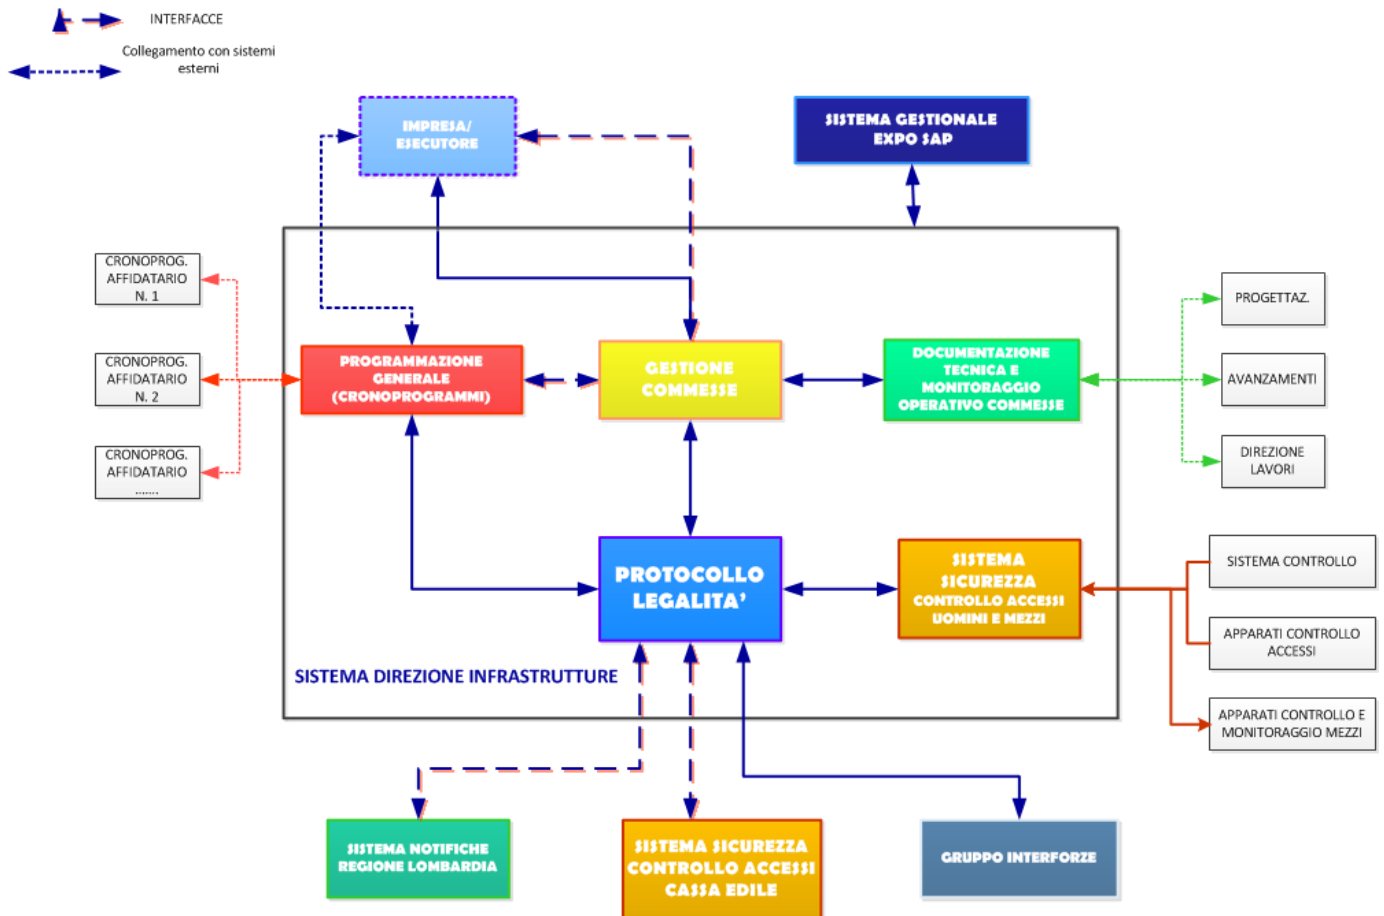 INTERFACCE
Collegamento con sistemi
esterni
IMPRESA/
ESECUTORE
SISTEMA GESTIONALE
EXPO SAP
CRONOPROG.
AFFIDATARIO
N. 1
CRONOPROG.
AFFIDATARIO
N. 2
CRONOPROG.
AFFIDATARIO
.......
PROGRAMMAZIONE
GENERALE
(CRONOPROGRAMMI)
GESTIONE
COMMESSE
DOCUMENTAZIONE
TECNICA E
MONITORAGGIO
OPERATIVO COMMESSE
PROGETTAZ.
AVANZAMENTI
DIREZIONE
LAVORI
PROTOCOLLO
LEGALITA’
SISTEMA
SICUREZZA
CONTROLLO ACCESSI
UOMINI E MEZZI
SISTEMA CONTROLLO
APPARATI CONTROLLO
ACCESSI
APPARATI CONTROLLO E
MONITORAGGIO MEZZI
SISTEMA DIREZIONE INFRASTRUTTURE
SISTEMA NOTIFICHE
REGIONE LOMBARDIA
SISTEMA SICUREZZA
CONTROLLO ACCESSI
CASSA EDILE
GRUPPO INTERFORZE